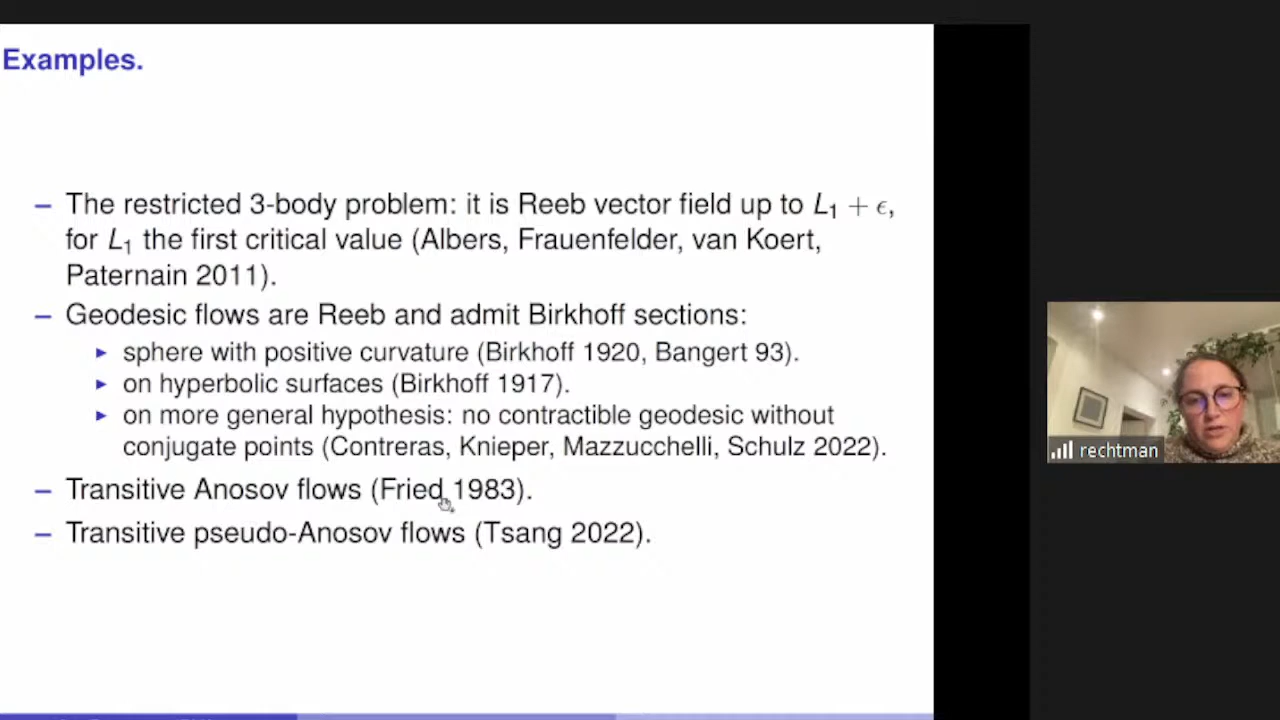 Examples.
– The restricted 3-body problem: it is Reeb vector field up to L₁ + ϵ,
for L₁ the first critical value (Albers, Frauenfelder, van Koert,
Paternain 2011).
– Geodesic flows are Reeb and admit Birkhoff sections:
▶ sphere with positive curvature (Birkhoff 1920, Bangert 93).
▶ on hyperbolic surfaces (Birkhoff 1917).
▶ on more general hypothesis: no contractible geodesic without
conjugate points (Contreras, Knieper, Mazzucchelli, Schulz 2022).
– Transitive Anosov flows (Fried 1983).
– Transitive pseudo-Anosov flows (Tsang 2022).
rechtman